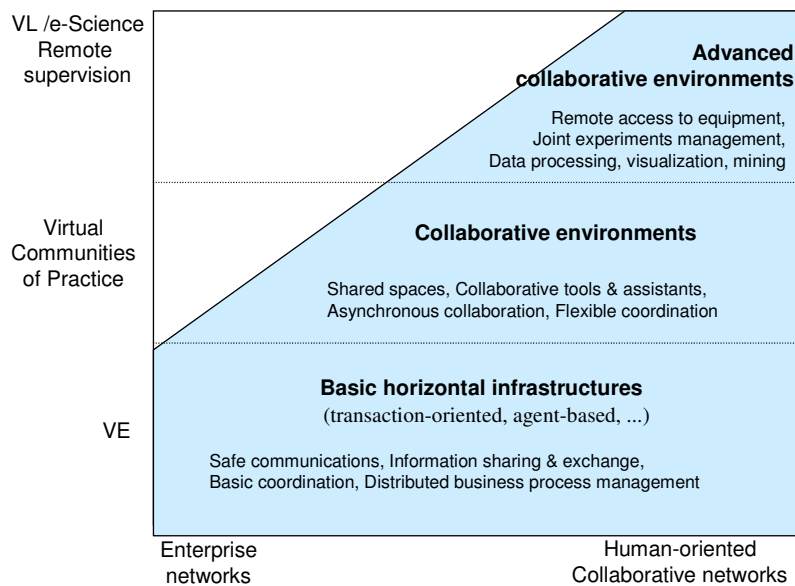 VL /e-Science
Remote
supervision
Advanced
collaborative environments
Remote access to equipment,
Joint experiments management,
Data processing, visualization, mining
Virtual
Communities
of Practice
Collaborative environments
Shared spaces, Collaborative tools & assistants,
Asynchronous collaboration, Flexible coordination
VE
Basic horizontal infrastructures
(transaction-oriented, agent-based, ...)
Safe communications, Information sharing & exchange,
Basic coordination, Distributed business process management
Enterprise
networks
Human-oriented
Collaborative networks